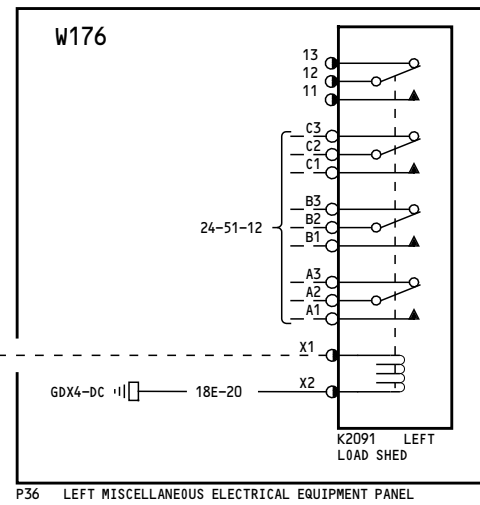 W176
13
12
11
C3
C2
C1
B3
24-51-12
B2
B1
A3
A2
A1
X1
GDX4-DC
18E-20
X2
K2091 LEFT
LOAD SHED
P36 LEFT MISCELLANEOUS ELECTRICAL EQUIPMENT PANEL